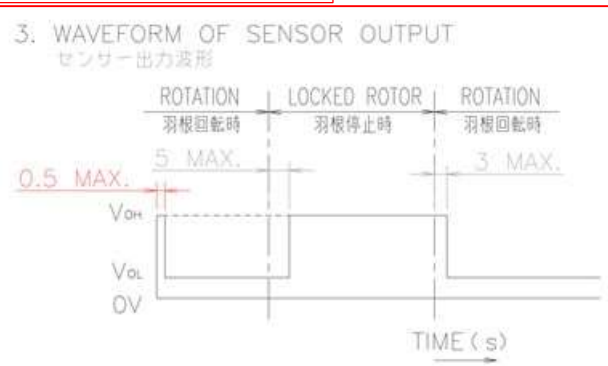 3. WAVEFORM OF SENSOR OUTPUT
センサー出力波形
ROTATION LOCKED ROTOR ROTATION
羽根回転時 羽根停止時 羽根回転時
5 MAX. 3 MAX.
0.5 MAX.
VOH
VOL
0V
TIME(s)